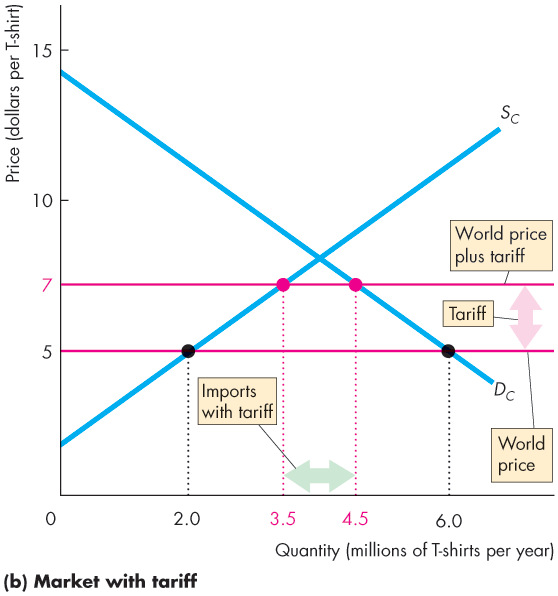 Price (dollars per T-shirt)
15
S_C
10
World price
plus tariff
7
Tariff
5
Imports
with tariff
D_C
World
price
0
2.0
3.5
4.5
6.0
Quantity (millions of T-shirts per year)
(b) Market with tariff